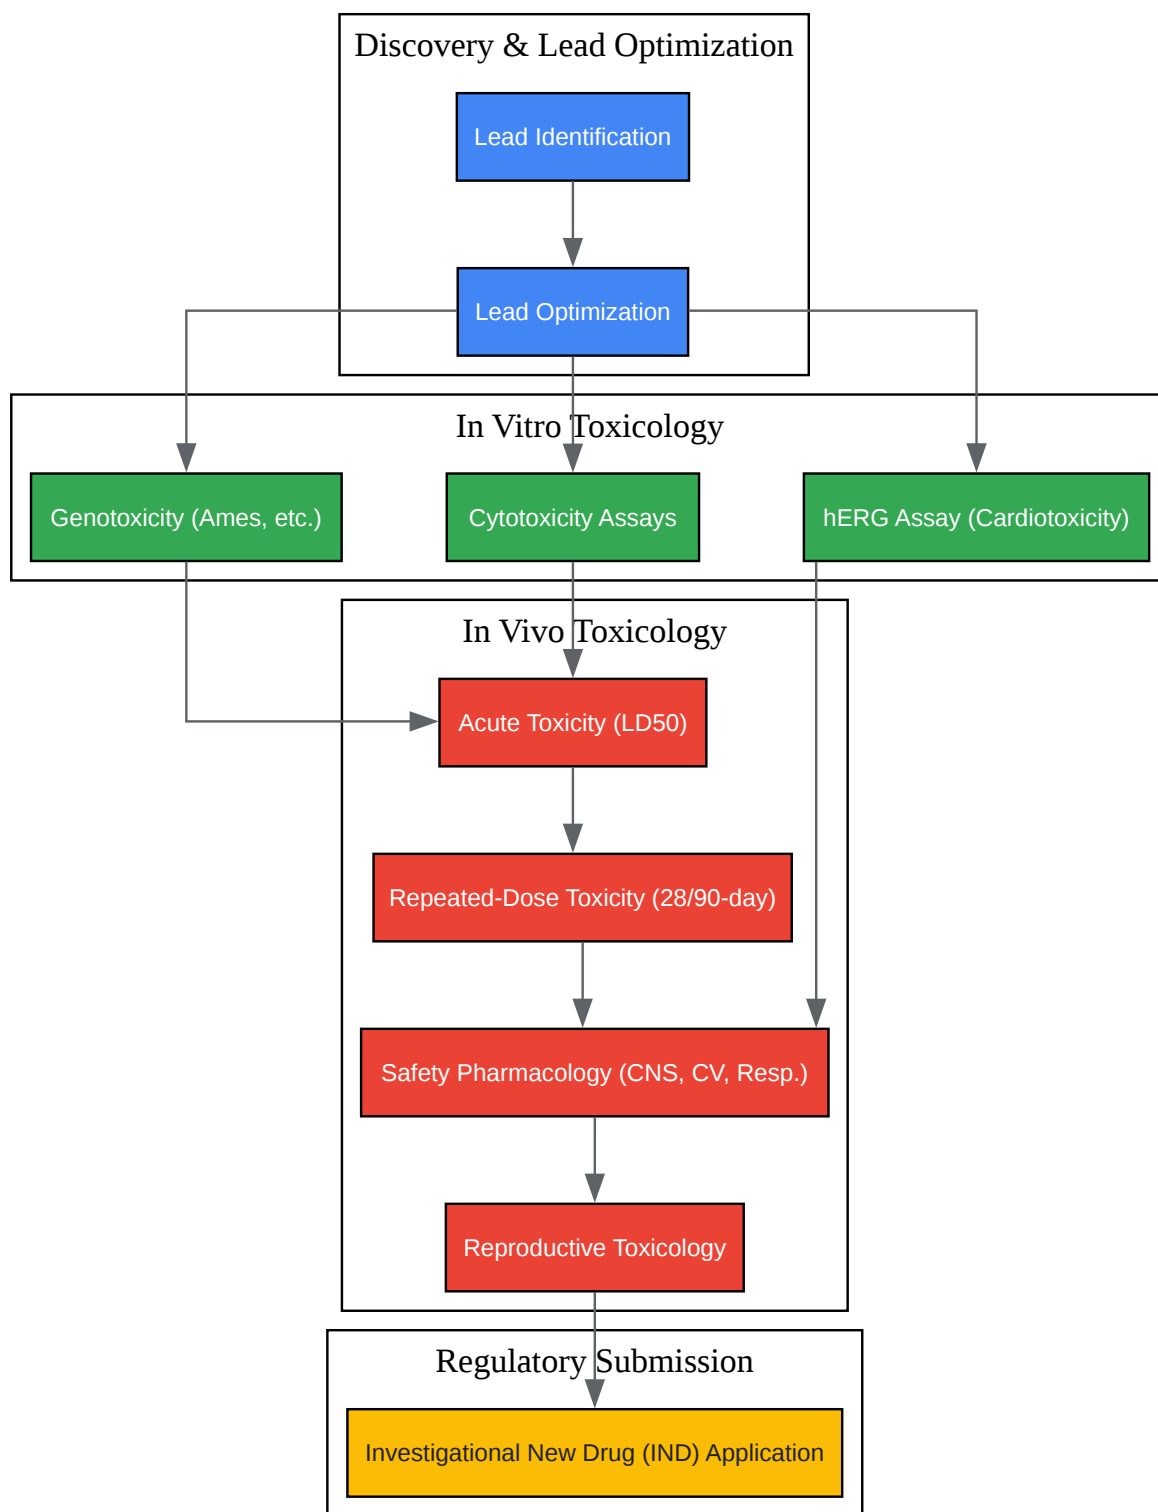 Discovery & Lead Optimization
Lead Identification
Lead Optimization
In Vitro Toxicology
Genotoxicity (Ames, etc.)
Cytotoxicity Assays
hERG Assay (Cardiotoxicity)
In Vivo Toxicology
Acute Toxicity (LD50)
Repeated-Dose Toxicity (28/90-day)
Safety Pharmacology (CNS, CV, Resp.)
Reproductive Toxicology
Regulatory Submission
Investigational New Drug (IND) Application